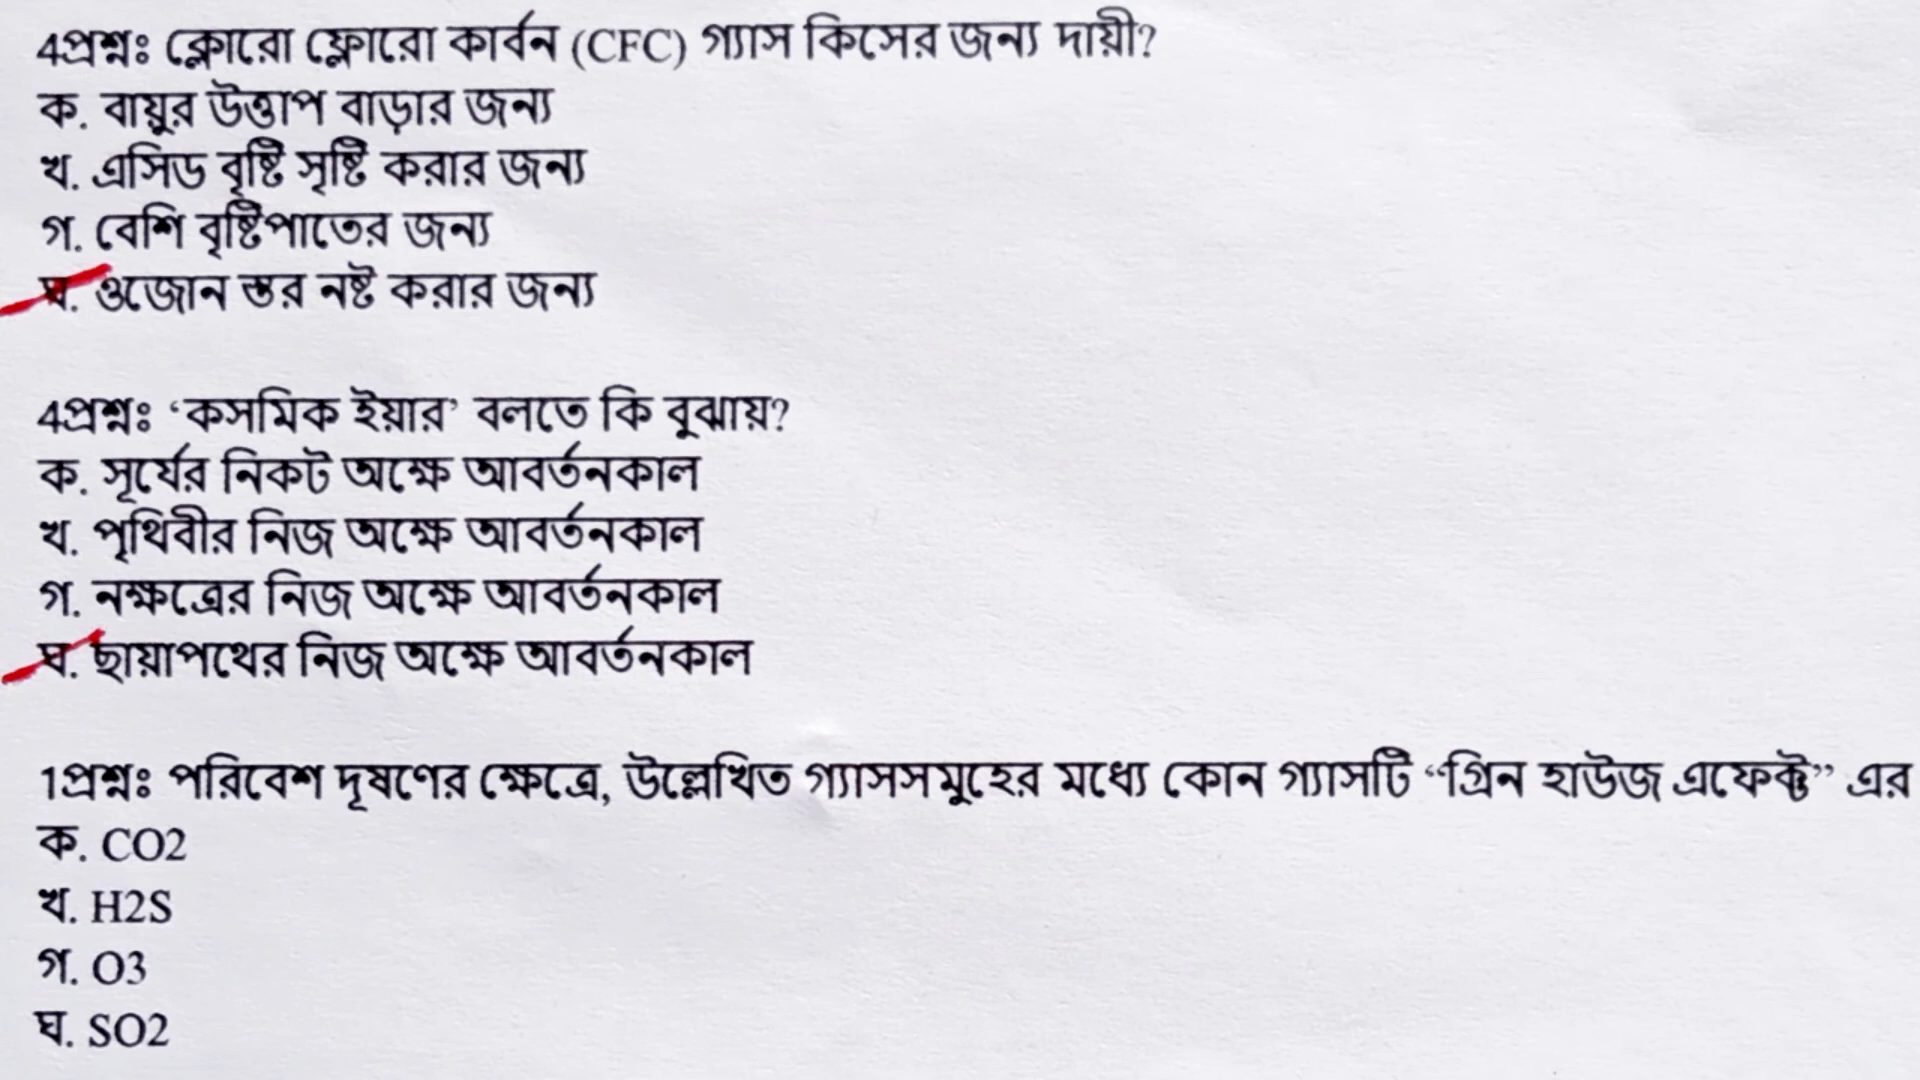 4প্রশ্নঃ ক্লোরো ফ্লোরো কার্বন (CFC) গ্যাস কিসের জন্য দায়ী?
ক. বায়ুর উত্তাপ বাড়ার জন্য
খ. এসিড বৃষ্টি সৃষ্টি করার জন্য
গ. বেশি বৃষ্টিপাতের জন্য
ঘ. ওজোন স্তর নষ্ট করার জন্য
4প্রশ্নঃ ‘কসমিক ইয়ার’ বলতে কি বুঝায়?
ক. সূর্যের নিকট অক্ষে আবর্তনকাল
খ. পৃথিবীর নিজ অক্ষে আবর্তনকাল
গ. নক্ষত্রের নিজ অক্ষে আবর্তনকাল
ঘ. ছায়াপথের নিজ অক্ষে আবর্তনকাল
1প্রশ্নঃ পরিবেশ দূষণের ক্ষেত্রে, উল্লেখিত গ্যাসসমুহের মধ্যে কোন গ্যাসটি “গ্রিন হাউজ এফেক্ট” এর
ক. CO2
খ. H2S
গ. O3
ঘ. SO2